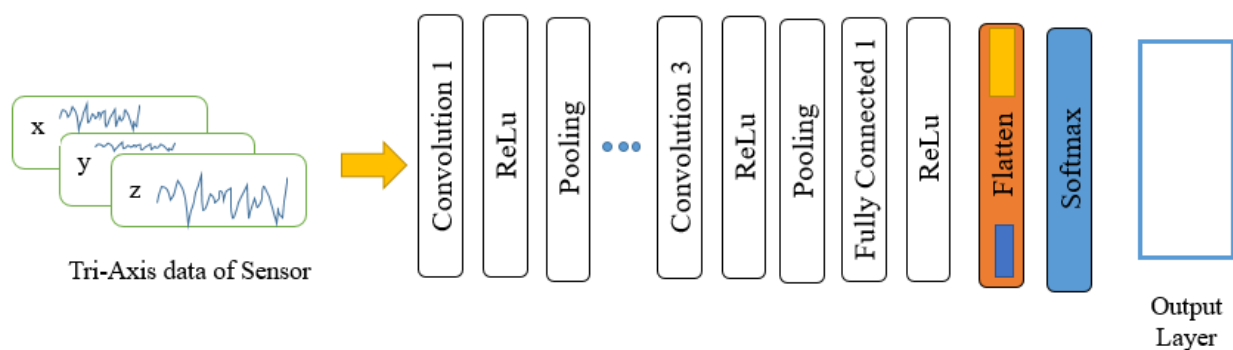 x
y
z
Tri-Axis data of Sensor
Convolution 1
ReLu
Pooling
Convolution 3
ReLu
Pooling
Fully Connected 1
ReLu
Flatten
Softmax
Output
Layer